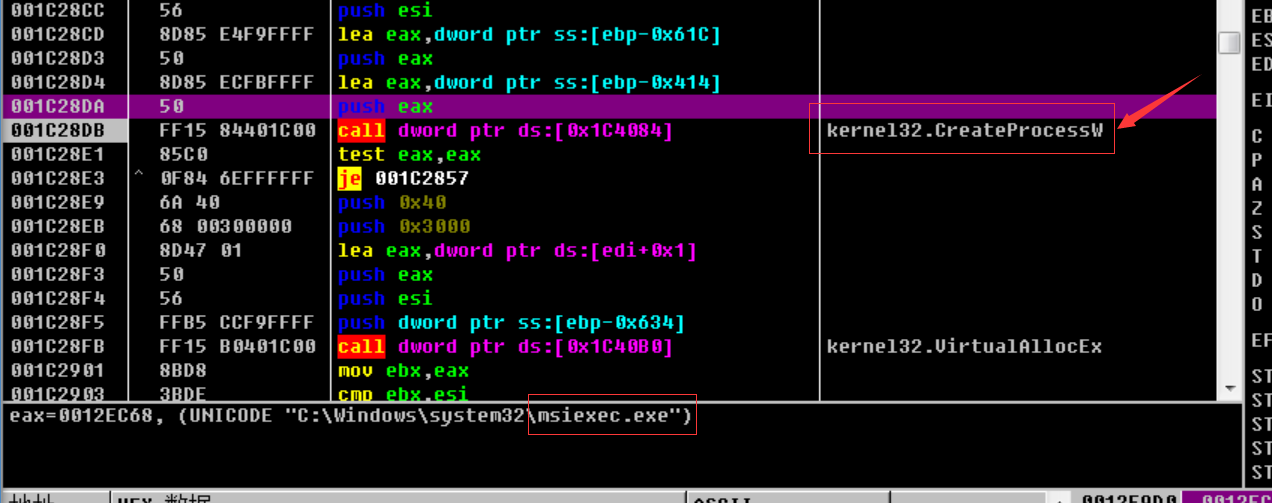 001C28CC 56 push esi EB
001C28CD 8D85 E4F9FFFF lea eax,dword ptr ss:[ebp-0x61C] ES
001C28D3 50 push eax ED
001C28D4 8D85 ECFBFFFF lea eax,dword ptr ss:[ebp-0x414]
001C28DA 50 push eax EI
001C28DB FF15 84401C00 call dword ptr ds:[0x1C4084] kernel32.CreateProcessW C
001C28E1 85C0 test eax,eax P
001C28E3 ^ 0F84 6EFFFFFF je 001C2857 A
001C28E9 6A 40 push 0x40 Z
001C28EB 68 00300000 push 0x3000 S
001C28F0 8D47 01 lea eax,dword ptr ds:[edi+0x1] T
001C28F3 50 push eax D
001C28F4 56 push esi O
001C28F5 FFB5 CCF9FFFF push dword ptr ss:[ebp-0x634]
001C28FB FF15 B0401C00 call dword ptr ds:[0x1C40B0] kernel32.VirtualAllocEx EF
001C2901 8BD8 mov ebx,eax ST
001C2903 3BDE cmp ebx,esi ST
eax=0012EC68, (UNICODE "C:\Windows\system32\msiexec.exe") ST
ST
ST
地址 HEX 数据 ASCII 0012E9D0